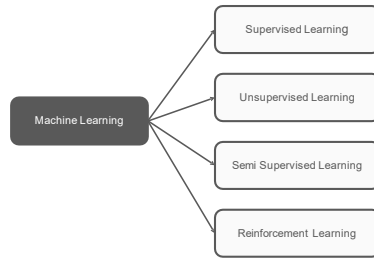 Supervised Learning
Unsupervised Learning
Machine Learning
Semi Supervised Learning
Reinforcement Learning